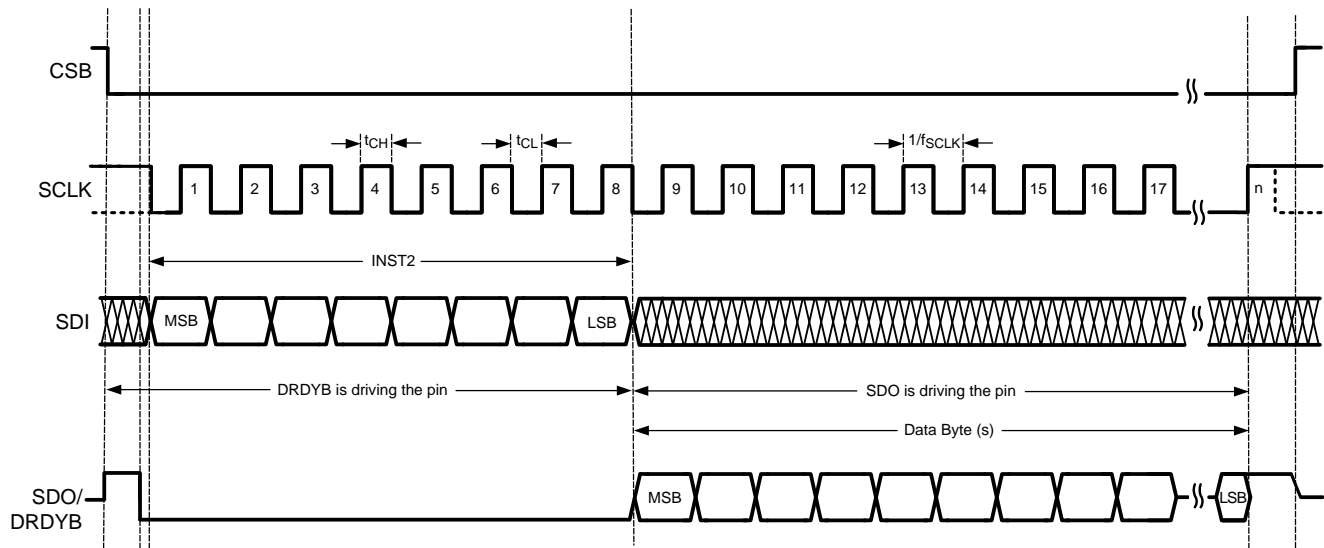 CSB
tCH
tCL
1/fSCLK
SCLK
1 2 3 4 5 6 7 8 9 10 11 12 13 14 15 16 17 n
INST2
SDI
MSB
LSB
DRDYB is driving the pin
SDO is driving the pin
Data Byte (s)
SDO/
DRDYB
MSB
LSB